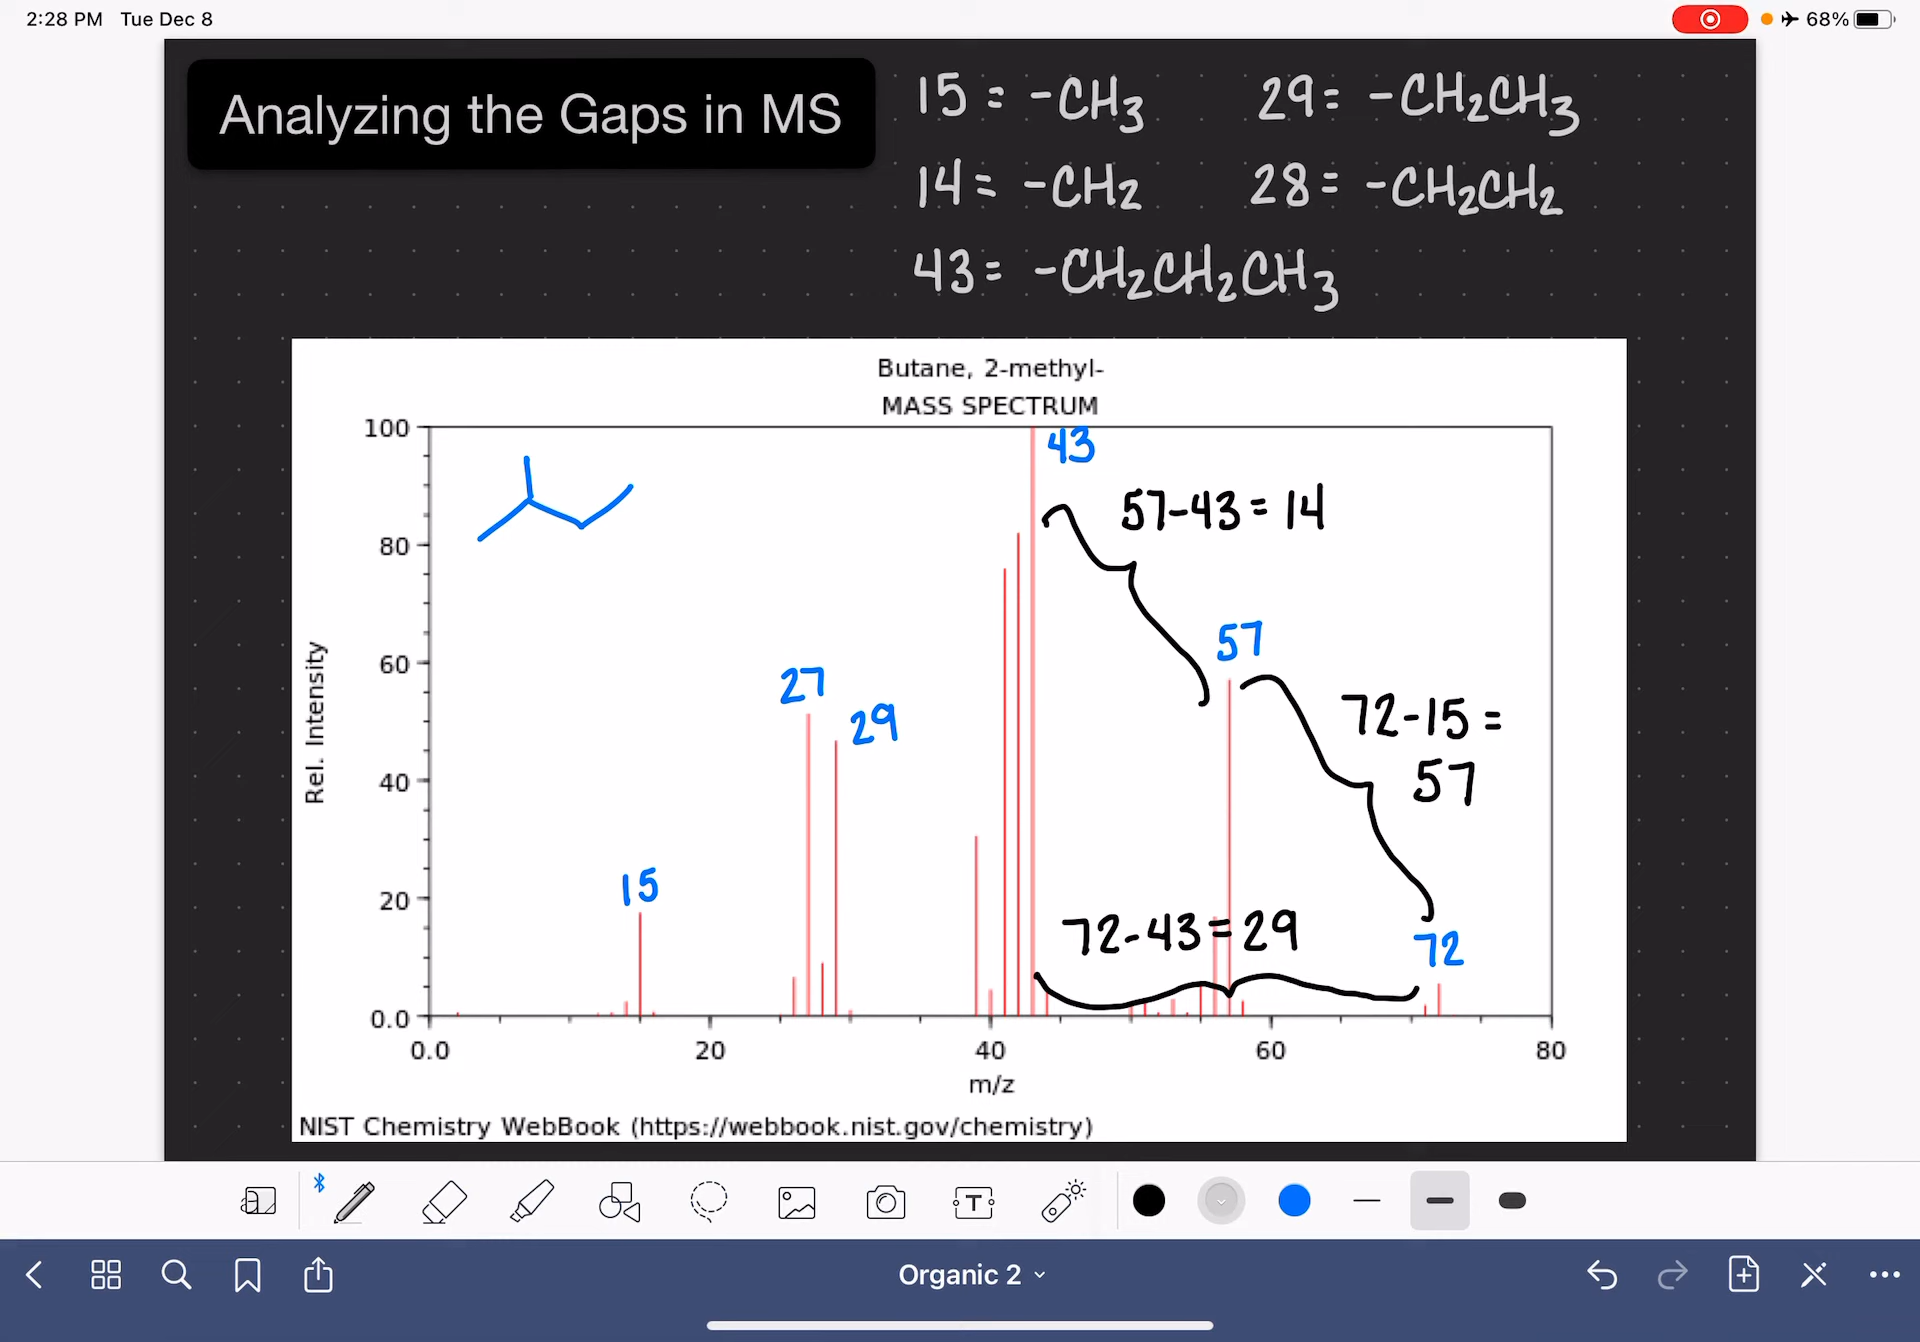 2:28 PM Tue Dec 8
68%
Analyzing the Gaps in MS
15 = -CH3 29 = -CH2CH3
14 = -CH2 28 = -CH2CH2
43 = -CH2CH2CH3
Butane, 2-methyl-
MASS SPECTRUM
100
80
60
40
20
0.0
Rel. Intensity
43
57-43 = 14
57
27
29
72-15 =
57
15
72-43 = 29
72
0.0 20 40 60 80
m/z
NIST Chemistry WebBook (https://webbook.nist.gov/chemistry)
T
Organic 2